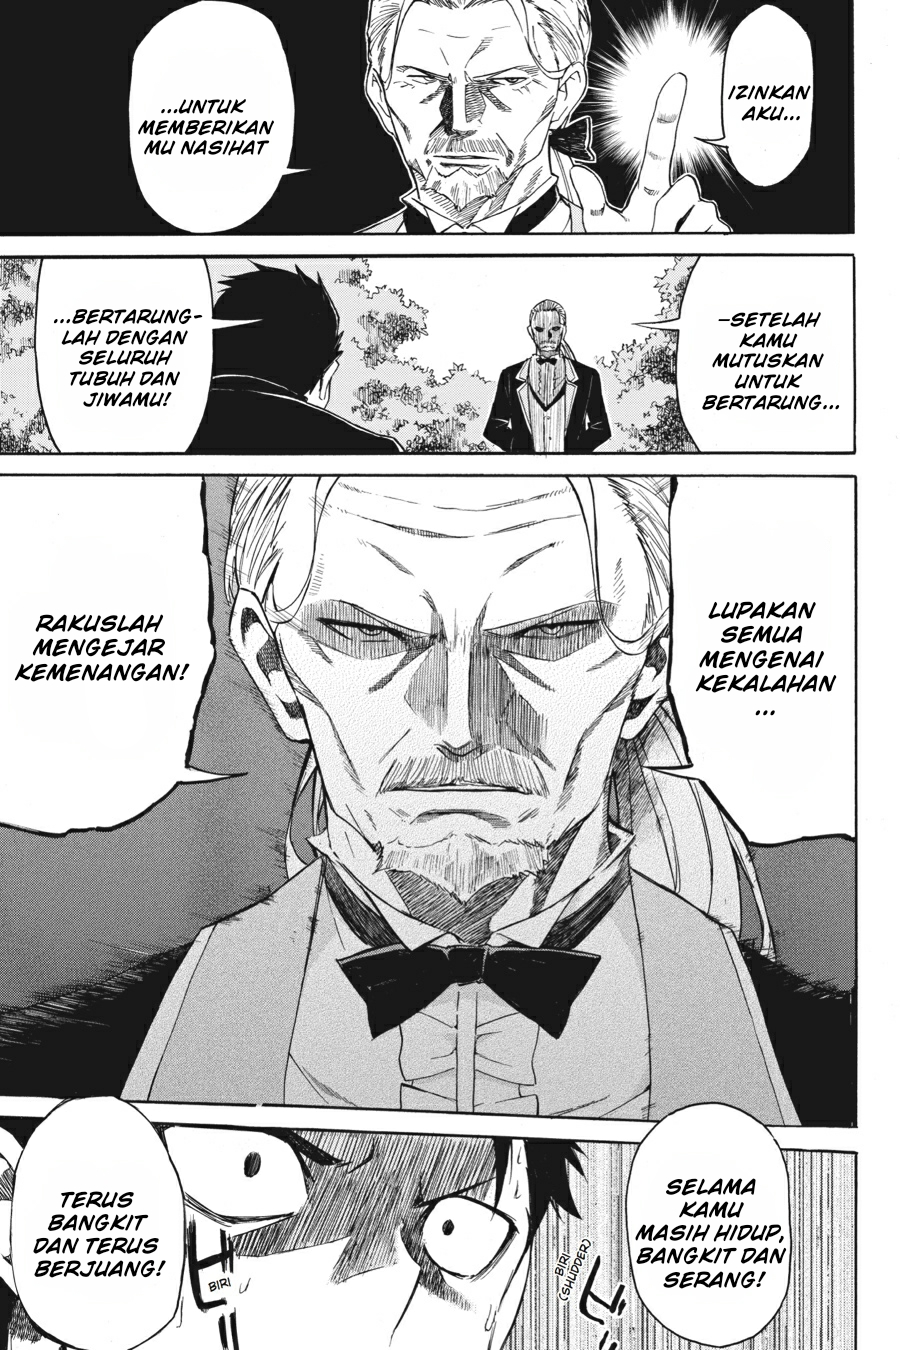 IZINKAN
AKU...
...UNTUK
MEMBERIKAN
MU NASIHAT
–SETELAH
KAMU
MUTUSKAN
UNTUK
BERTARUNG...
...BERTARUNG-
LAH DENGAN
SELURUH
TUBUH DAN
JIWAMU!
LUPAKAN
SEMUA
MENGENAI
KEKALAHAN
...
RAKUSLAH
MENGEJAR
KEMENANGAN!
SELAMA
KAMU
MASIH HIDUP,
BANGKIT DAN
SERANG!
BIRI
(SHUDDER)
BIRI
TERUS
BANGKIT
DAN TERUS
BERJUANG!